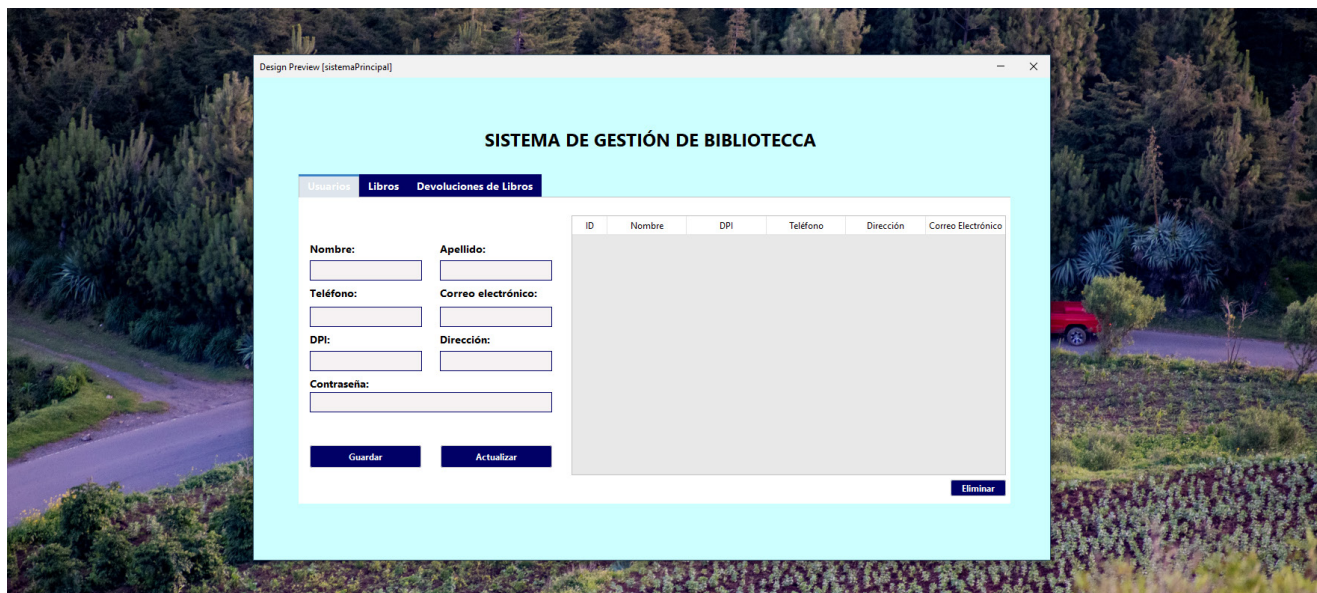 Design Preview [sistemaPrincipal]
SISTEMA DE GESTIÓN DE BIBLIOTECCA
Usuarios Libros Devoluciones de Libros
ID Nombre DPI Teléfono Dirección Correo Electrónico
Nombre: Apellido:
Teléfono: Correo electrónico:
DPI: Dirección:
Contraseña:
Guardar Actualizar
Eliminar